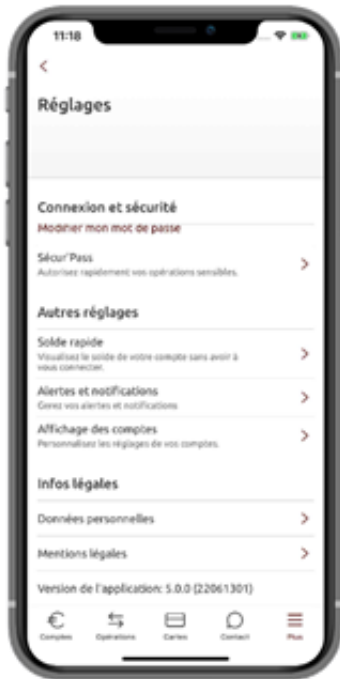 11:18
Réglages
Connexion et sécurité
Modifier mon mot de passe
Sécur'Pass
Autorisez rapidement vos opérations sensibles.
Autres réglages
Solde rapide
Visualisez le solde de votre compte sans avoir à
vous connecter.
Alertes et notifications
Gérez vos alertes et notifications
Affichage des comptes
Personnalisez les réglages de vos comptes.
Infos légales
Données personnelles
Mentions légales
Version de l'application: 5.0.0 (22061301)
Comptes Opérations Cartes Contact Plus